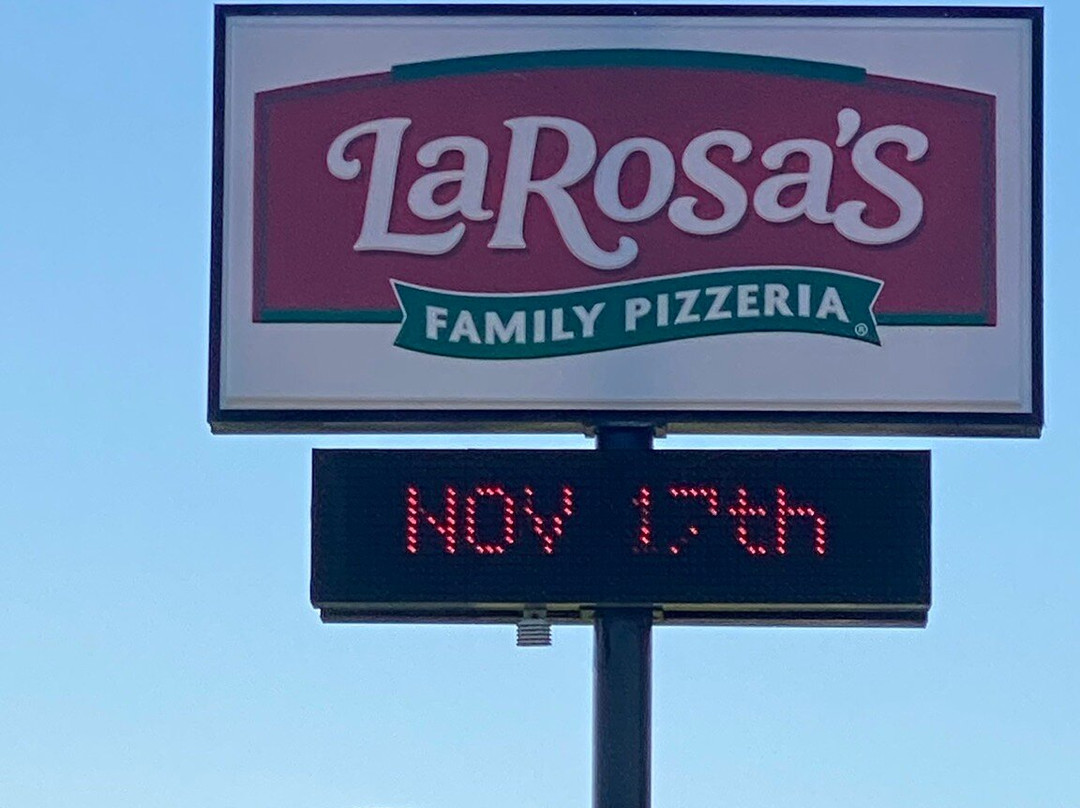 LaRosa's
FAMILY PIZZERIA ®
NOV 17th